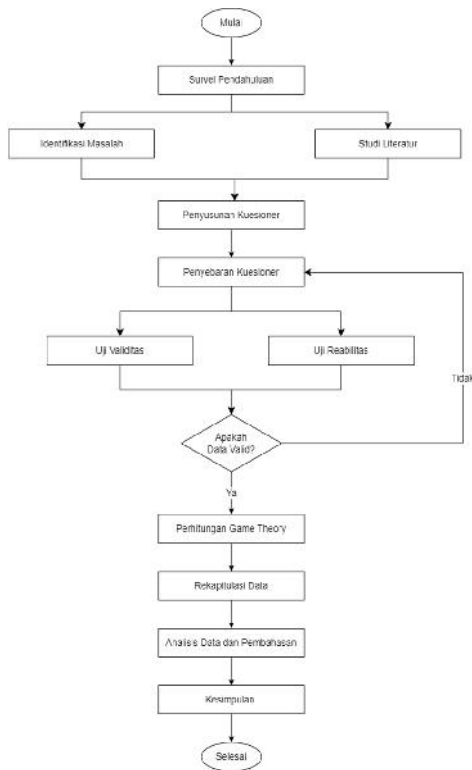 Mulai
Survei Pendahuluan
Identifikasi Masalah
Studi Literatur
Penyusunan Kuesioner
Penyebaran Kuesioner
Uji Validitas
Uji Reabilitas
Tidak
Apakah
Data Valid?
Ya
Perhitungan Game Theory
Rekapitulasi Data
Analisis Data dan Pembahasan
Kesimpulan
Selesai